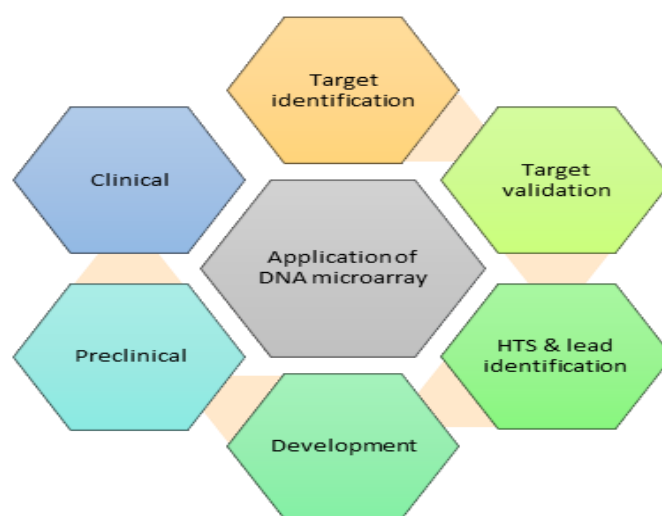 Target
identification
Target
validation
HTS & lead
identification
Development
Preclinical
Clinical
Application of
DNA microarray